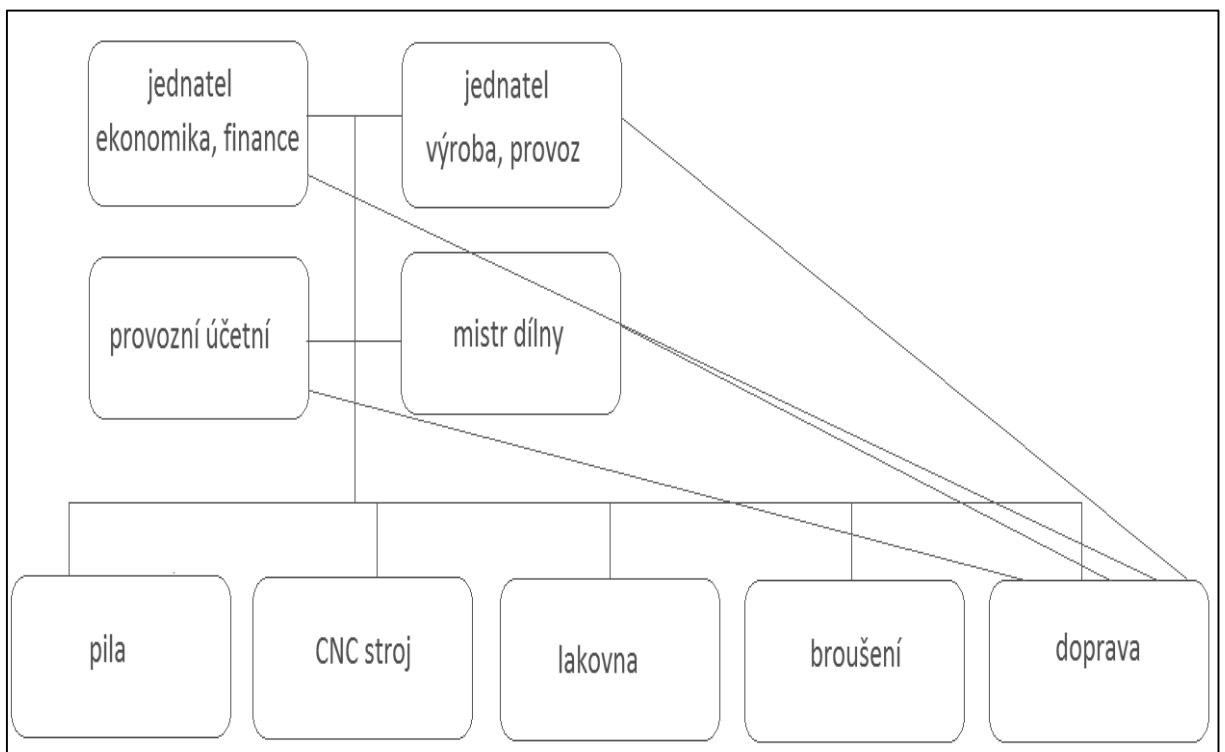 jednatel
ekonomika, finance
jednatel
výroba, provoz
provozní účetní
mistr dílny
pila
CNC stroj
lakovna
broušení
doprava